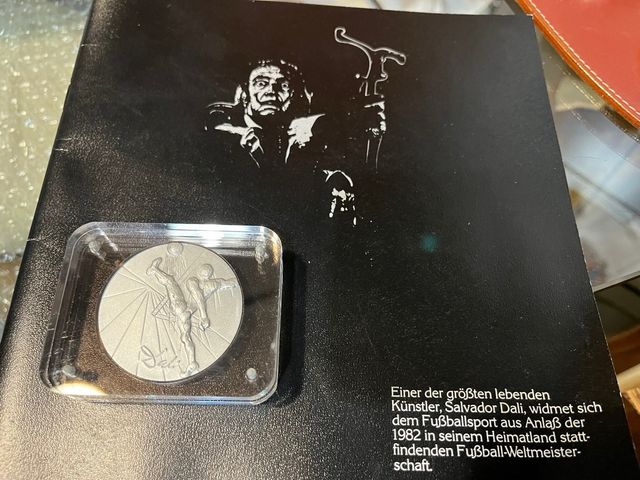 Dali
Einer der größten lebenden
Künstler, Salvador Dali, widmet sich
dem Fußballsport aus Anlaß der
1982 in seinem Heimatland statt-
findenden Fußball-Weltmeister-
schaft.